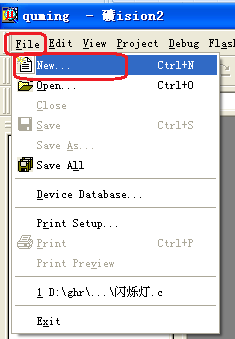 quming - 礦ision2
File Edit View Project Debug Flas
New... Ctrl+N
Open... Ctrl+O
Close
Save Ctrl+S
Save As...
Save All
Device Database...
Print Setup...
Print Ctrl+P
Print Preview
1 D:\ghr\...\闪烁灯.c
Exit